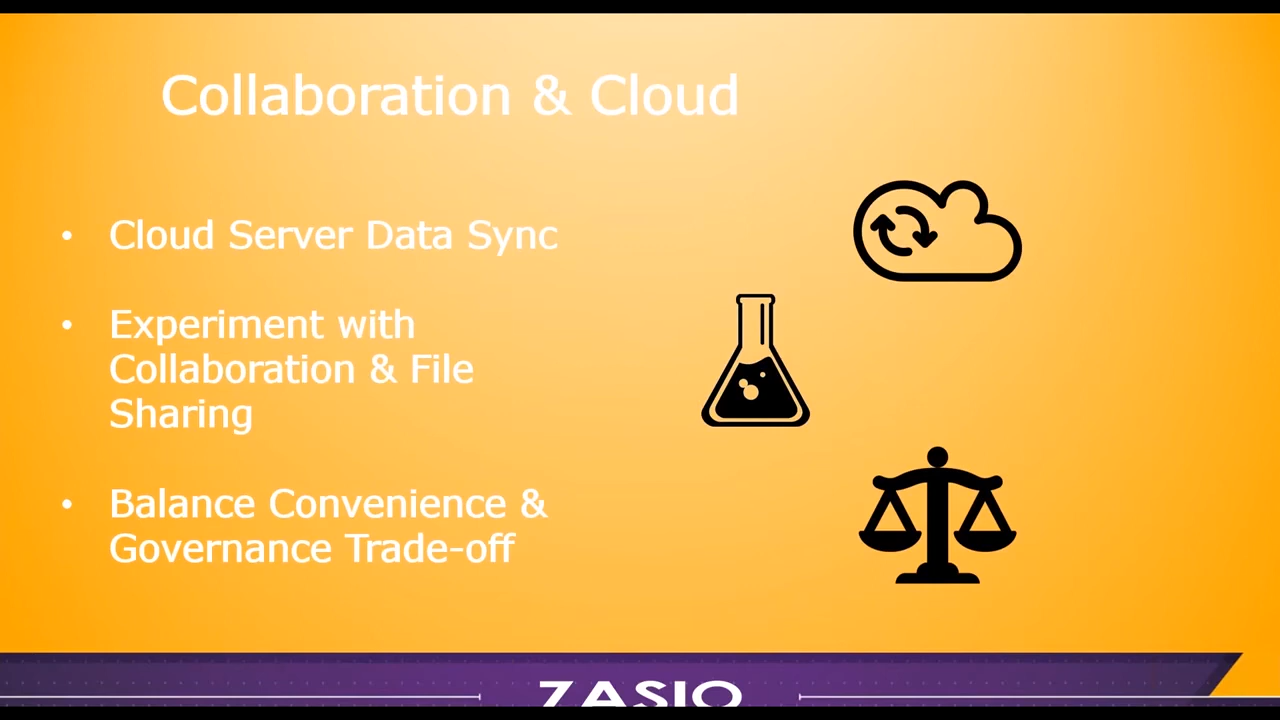 Collaboration & Cloud
• Cloud Server Data Sync
• Experiment with
Collaboration & File
Sharing
• Balance Convenience &
Governance Trade-off
ZASIO